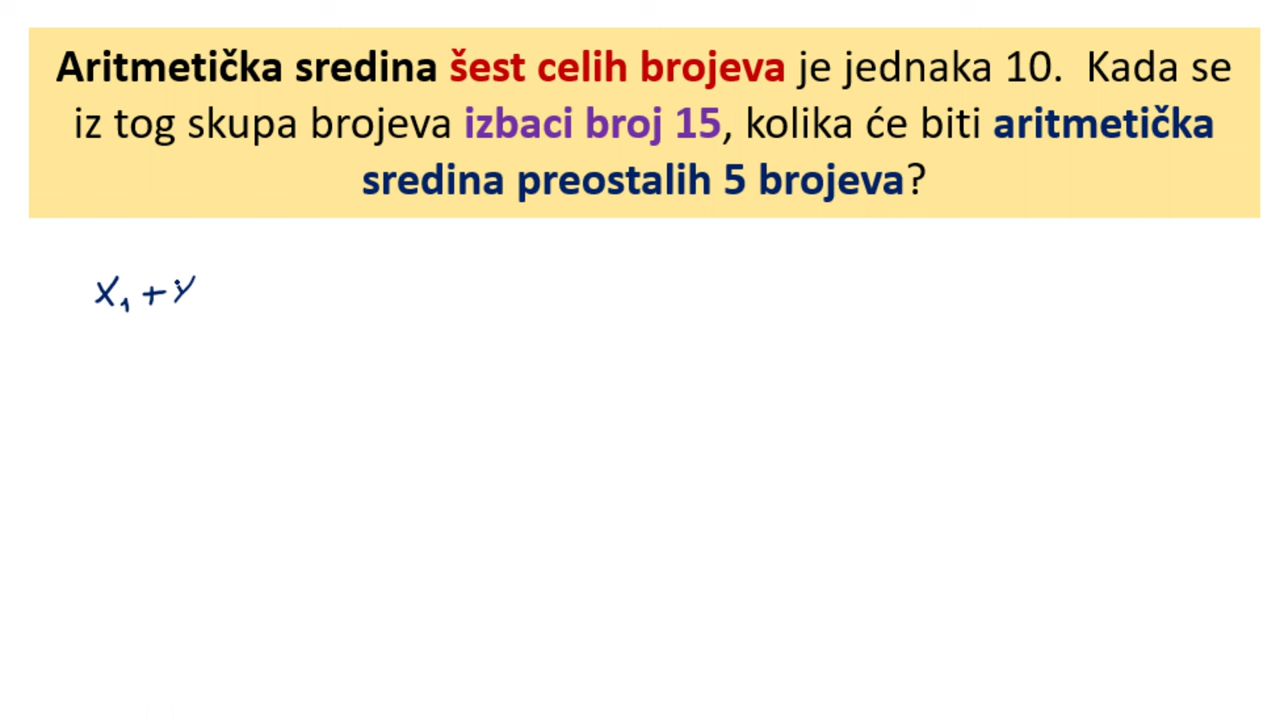 Aritmetička sredina šest celih brojeva je jednaka 10. Kada se
iz tog skupa brojeva izbaci broj 15, kolika će biti aritmetička
sredina preostalih 5 brojeva?
x₁ +